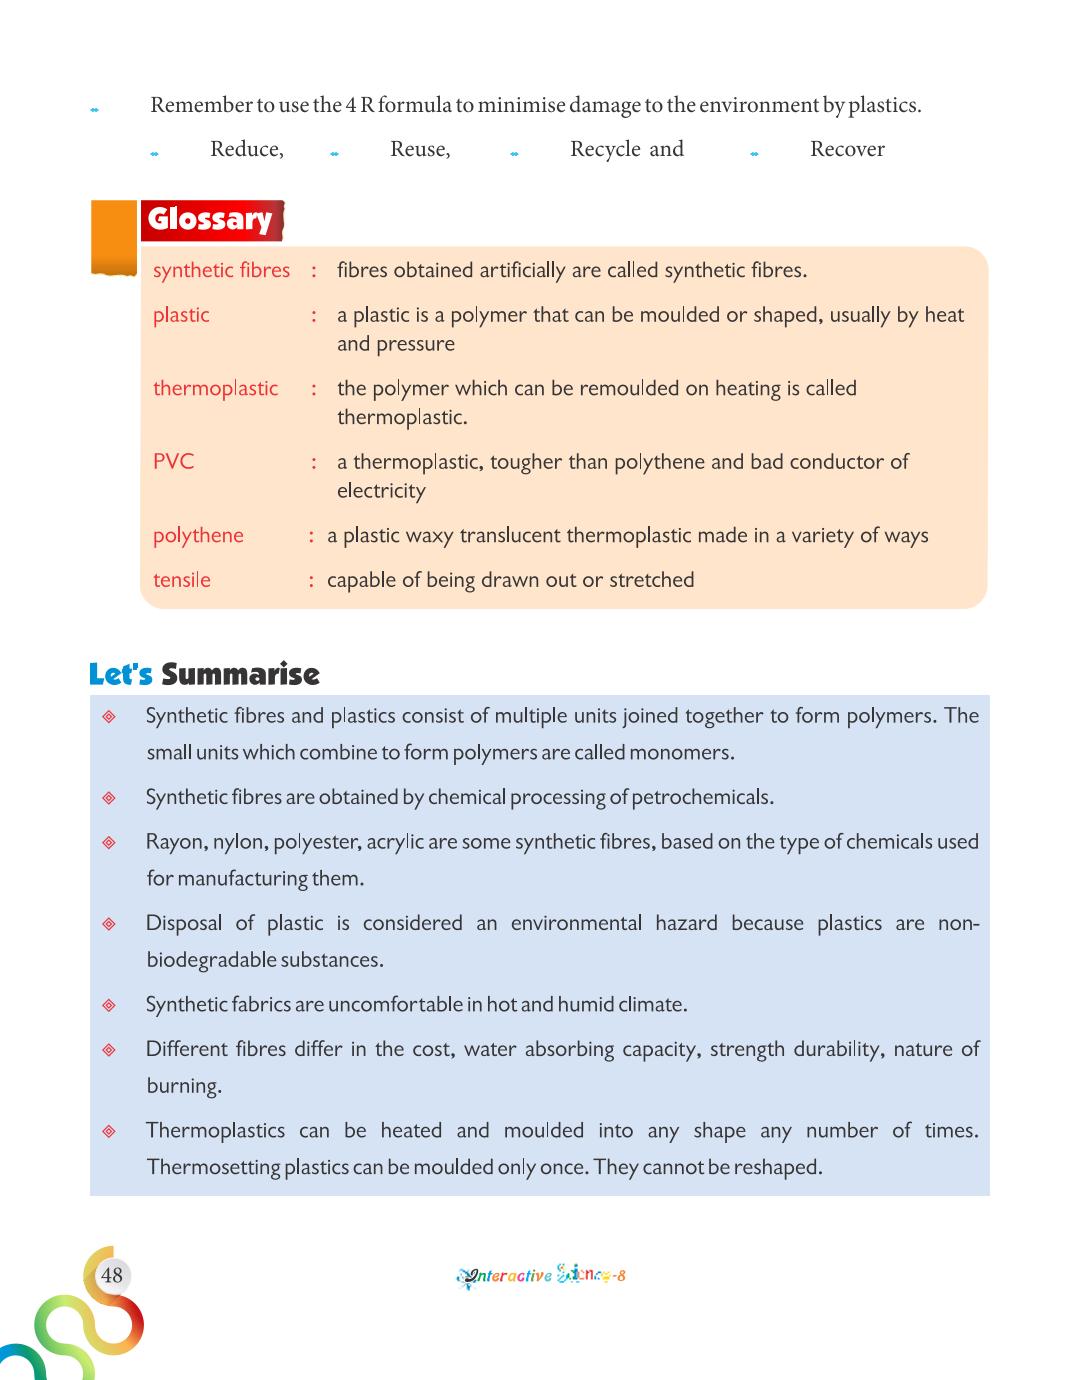 Remember to use the 4 R formula to minimise damage to the environment by plastics.
Reduce, Reuse, Recycle and Recover
Glossary
synthetic fibres : fibres obtained artificially are called synthetic fibres.
plastic : a plastic is a polymer that can be moulded or shaped, usually by heat
and pressure
thermoplastic : the polymer which can be remoulded on heating is called
thermoplastic.
PVC : a thermoplastic, tougher than polythene and bad conductor of
electricity
polythene : a plastic waxy translucent thermoplastic made in a variety of ways
tensile : capable of being drawn out or stretched
Let's Summarise
Synthetic fibres and plastics consist of multiple units joined together to form polymers. The
small units which combine to form polymers are called monomers.
Synthetic fibres are obtained by chemical processing of petrochemicals.
Rayon, nylon, polyester, acrylic are some synthetic fibres, based on the type of chemicals used
for manufacturing them.
Disposal of plastic is considered an environmental hazard because plastics are non-
biodegradable substances.
Synthetic fabrics are uncomfortable in hot and humid climate.
Different fibres differ in the cost, water absorbing capacity, strength durability, nature of
burning.
Thermoplastics can be heated and moulded into any shape any number of times.
Thermosetting plastics can be moulded only once. They cannot be reshaped.
48
Interactive Science-8